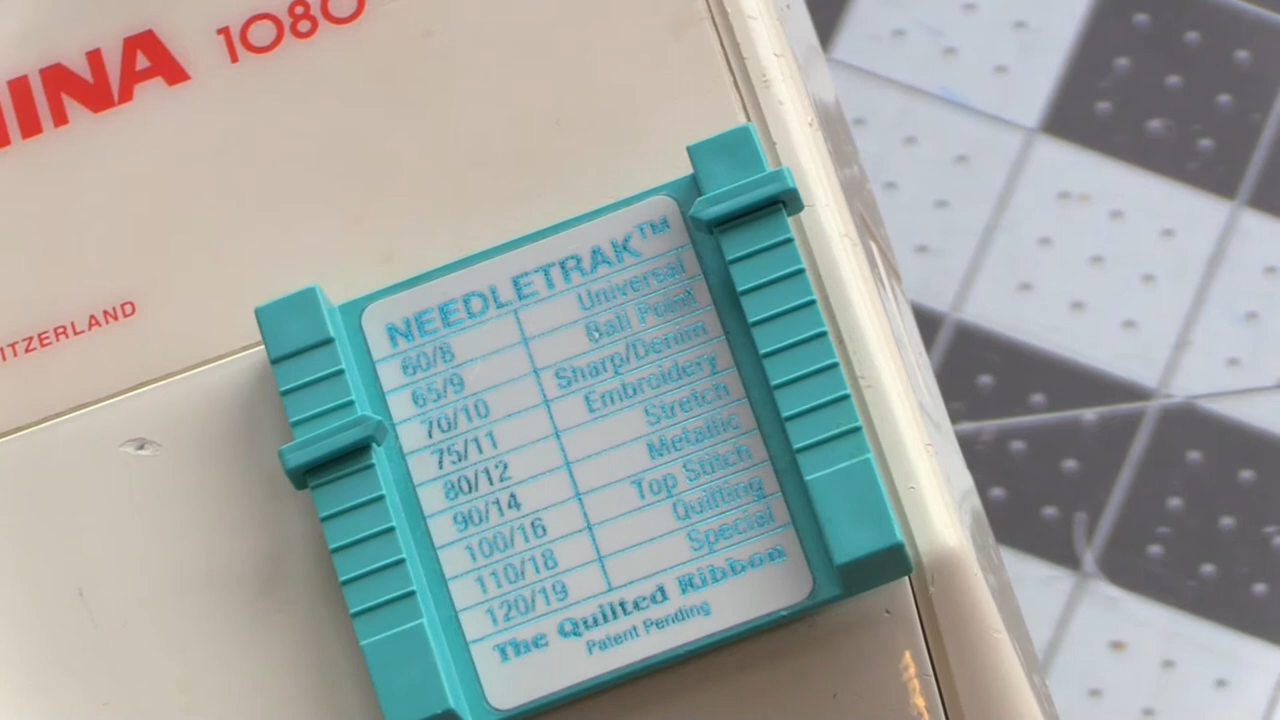 NINA 1080
ITZERLAND
NEEDLETRAK™
60/8 Universal
65/9 Ball Point
70/10 Sharp/Denim
75/11 Embroidery
80/12 Stretch
90/14 Metallic
100/16 Top Stitch
110/18 Quilting
120/19 Special
The Quilted Ribbon
Patent Pending